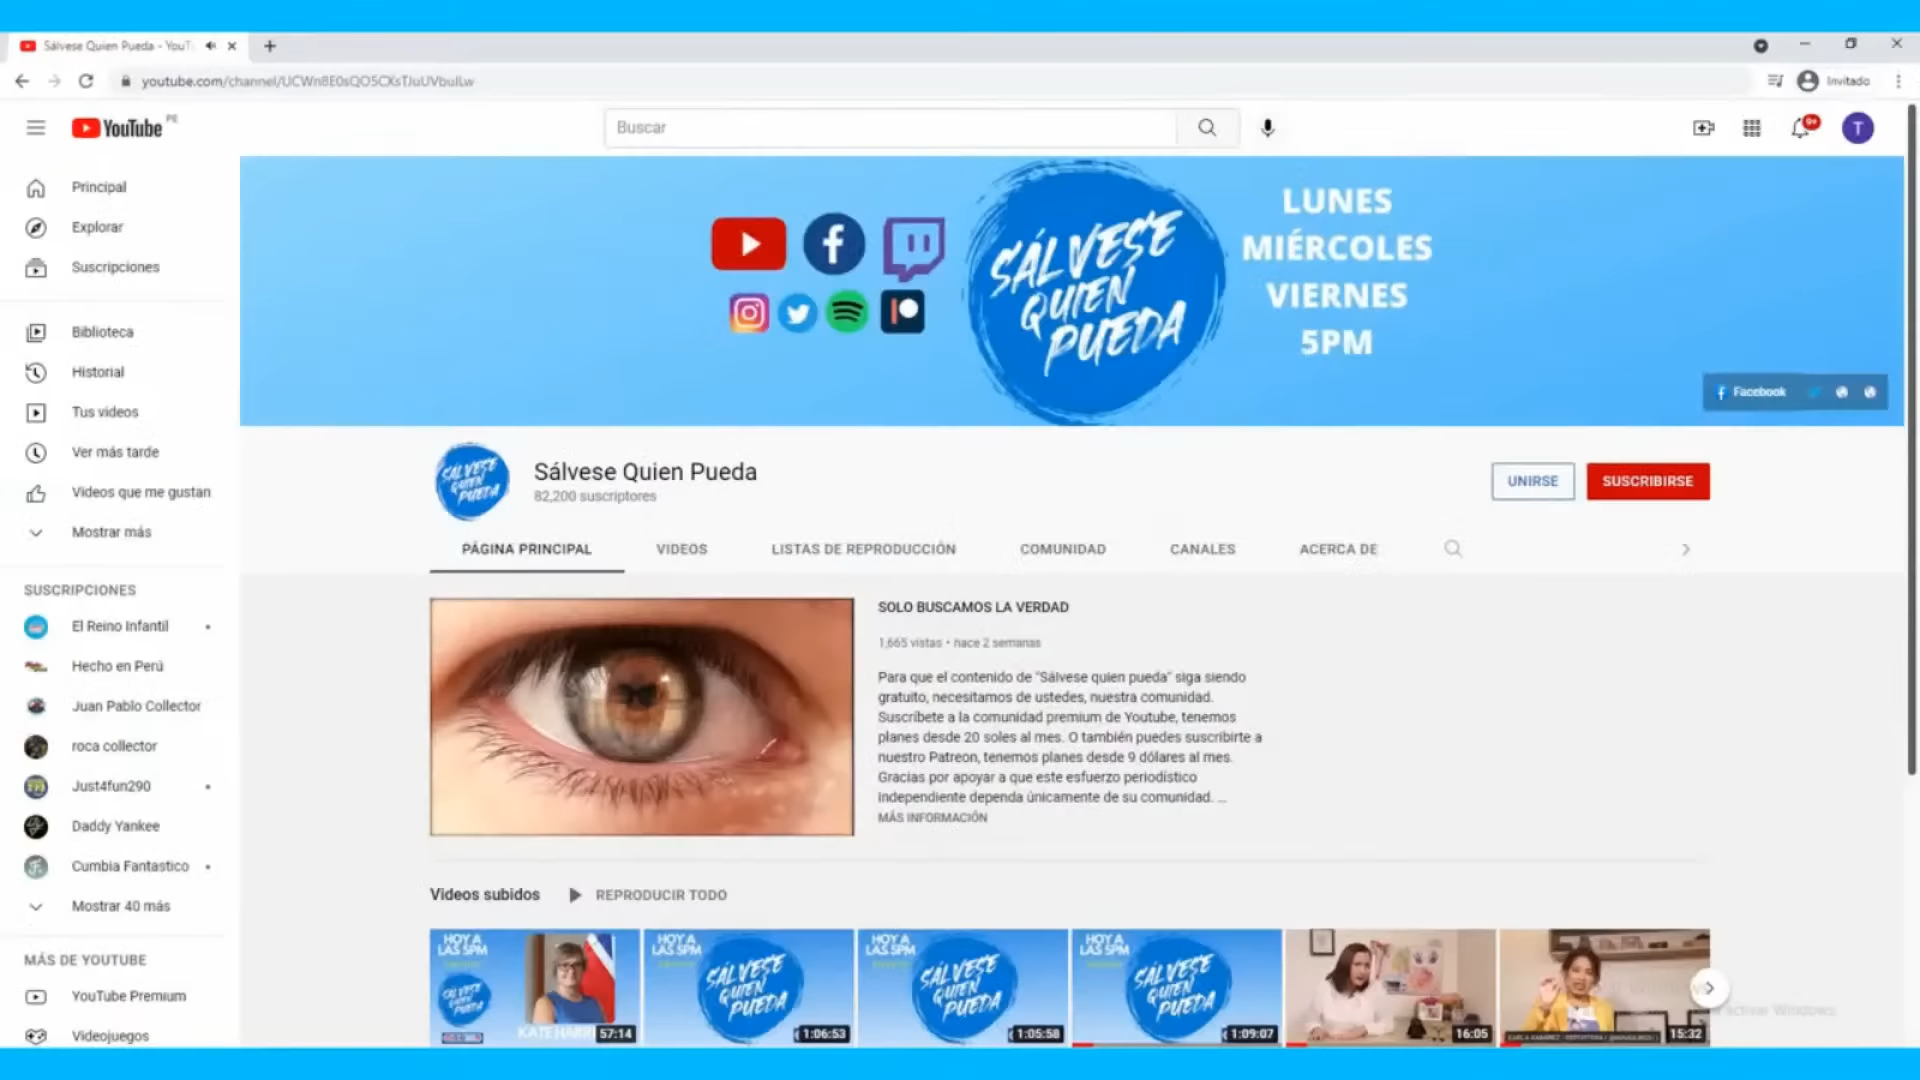 Sálvese Quien Pueda - YouT
youtube.com/channel/
Invitado
YouTube PE
Buscar
9+
T
Principal
Explorar
Suscripciones
Biblioteca
Historial
Tus videos
Ver más tarde
Videos que me gustan
Mostrar más
SUSCRIPCIONES
El Reino Infantil
Hecho en Perú
Juan Pablo Collector
roca collector
Just4fun290
Daddy Yankee
Cumbia Fantastico
Mostrar 40 más
MÁS DE YOUTUBE
YouTube Premium
Videojuegos
SÁLVESE
QUIEN
PUEDA
LUNES
MIÉRCOLES
VIERNES
5PM
Facebook
SÁLVESE
QUIEN
PUEDA
Sálvese Quien Pueda
82,200 suscriptores
UNIRSE
SUSCRIBIRSE
PÁGINA PRINCIPAL
VIDEOS
LISTAS DE REPRODUCCIÓN
COMUNIDAD
CANALES
ACERCA DE
SOLO BUSCAMOS LA VERDAD
1,665 vistas • hace 2 semanas
Para que el contenido de "Sálvese quien pueda" siga siendo
gratuito, necesitamos de ustedes, nuestra comunidad.
Suscríbete a la comunidad premium de Youtube, tenemos
planes desde 20 soles al mes. O también puedes suscribirte a
nuestro Patreon, tenemos planes desde 9 dólares al mes.
Gracias por apoyar a que este esfuerzo periodístico
independiente dependa únicamente de su comunidad. ...
MÁS INFORMACIÓN
Videos subidos
REPRODUCIR TODO
HOY A
LAS 5PM
SÁLVESE
QUIEN
PUEDA
57:14
HOY A
LAS 5PM
SÁLVESE
QUIEN
PUEDA
1:06:53
HOY A
LAS 5PM
SÁLVESE
QUIEN
PUEDA
1:05:58
HOY A
LAS 5PM
SÁLVESE
QUIEN
PUEDA
1:09:07
16:05
15:32